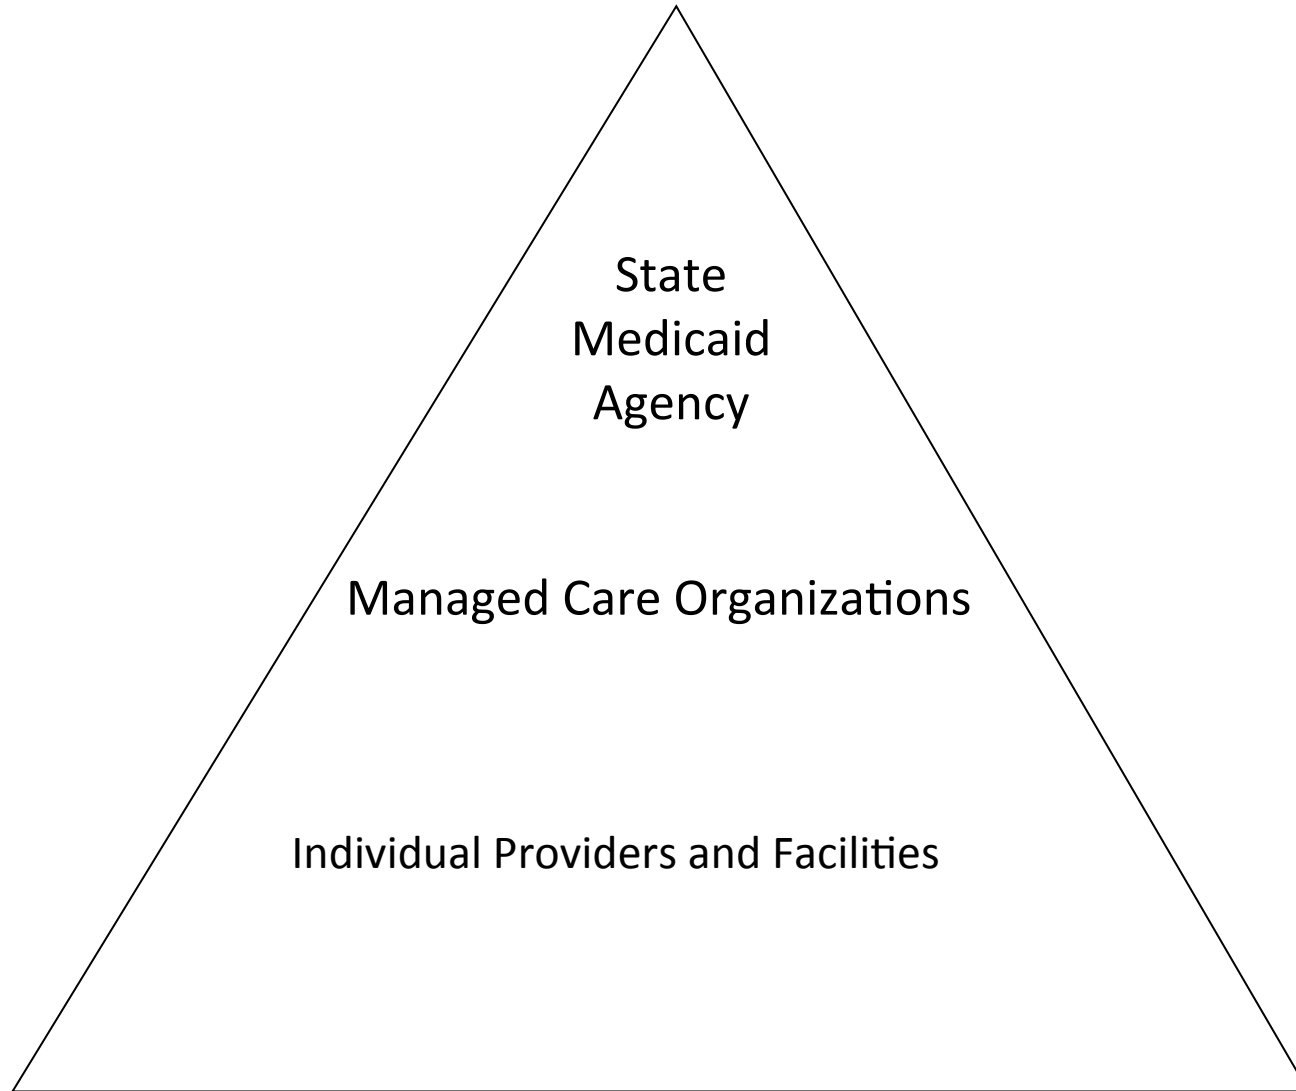 State
Medicaid
Agency
Managed Care Organizations
Individual Providers and Facilities